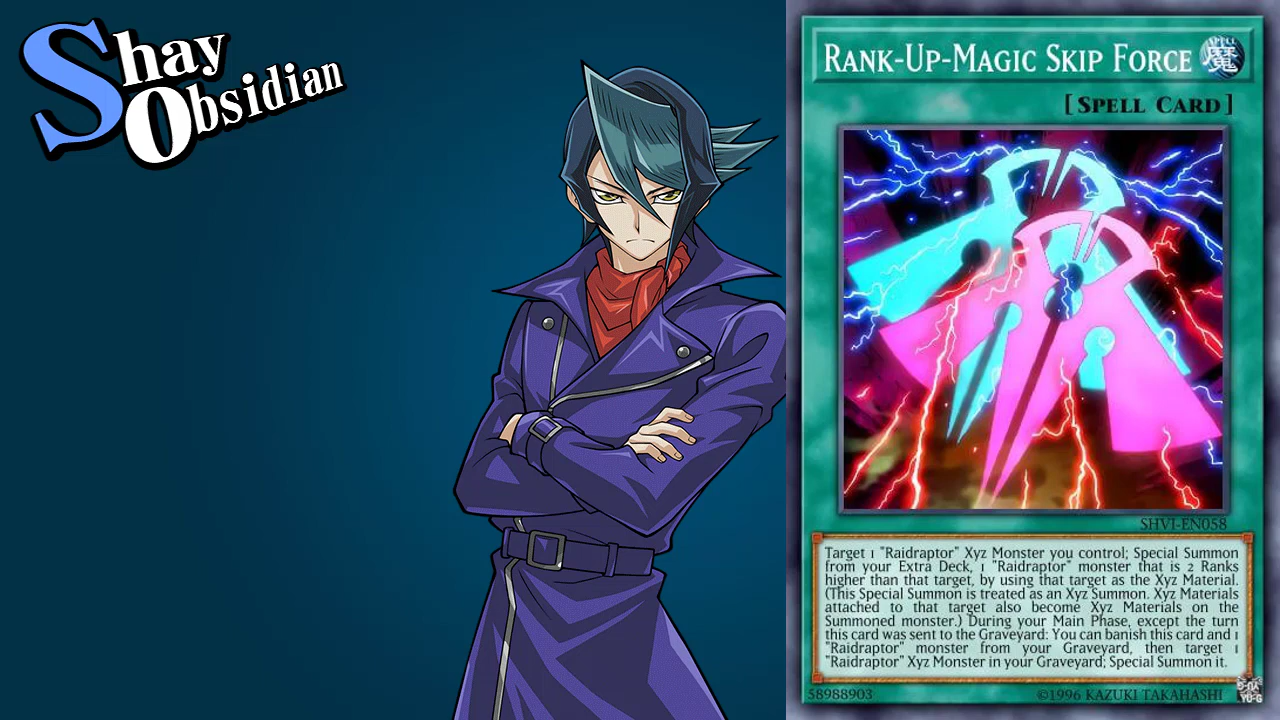 Shay
Obsidian
RANK-UP-MAGIC SKIP FORCE
SPELL
魔
[ SPELL CARD ]
SHVI-EN058
Target 1 "Raidraptor" Xyz Monster you control; Special Summon
from your Extra Deck, 1 "Raidraptor" monster that is 2 Ranks
higher than that target, by using that target as the Xyz Material.
(This Special Summon is treated as an Xyz Summon. Xyz Materials
attached to that target also become Xyz Materials on the
Summoned monster.) During your Main Phase, except the turn
this card was sent to the Graveyard: You can banish this card and 1
"Raidraptor" monster from your Graveyard, then target 1
"Raidraptor" Xyz Monster in your Graveyard; Special Summon it.
58988903
©1996 KAZUKI TAKAHASHI